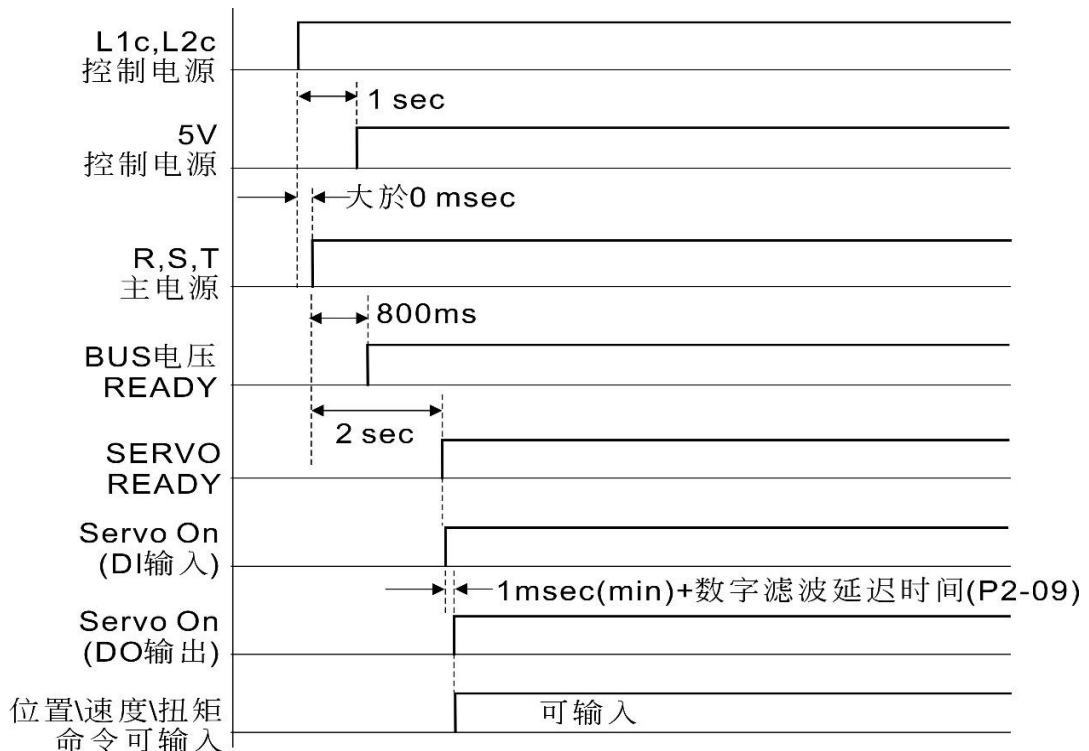 L1c,L2c
控制电源
1 sec
5V
控制电源
大於0 msec
R,S,T
主电源
800ms
BUS电压
READY
2 sec
SERVO
READY
Servo On
(DI输入)
1msec(min)+数字滤波延迟时间(P2-09)
Servo On
(DO输出)
位置\速度\扭矩
命令可输入
可输入